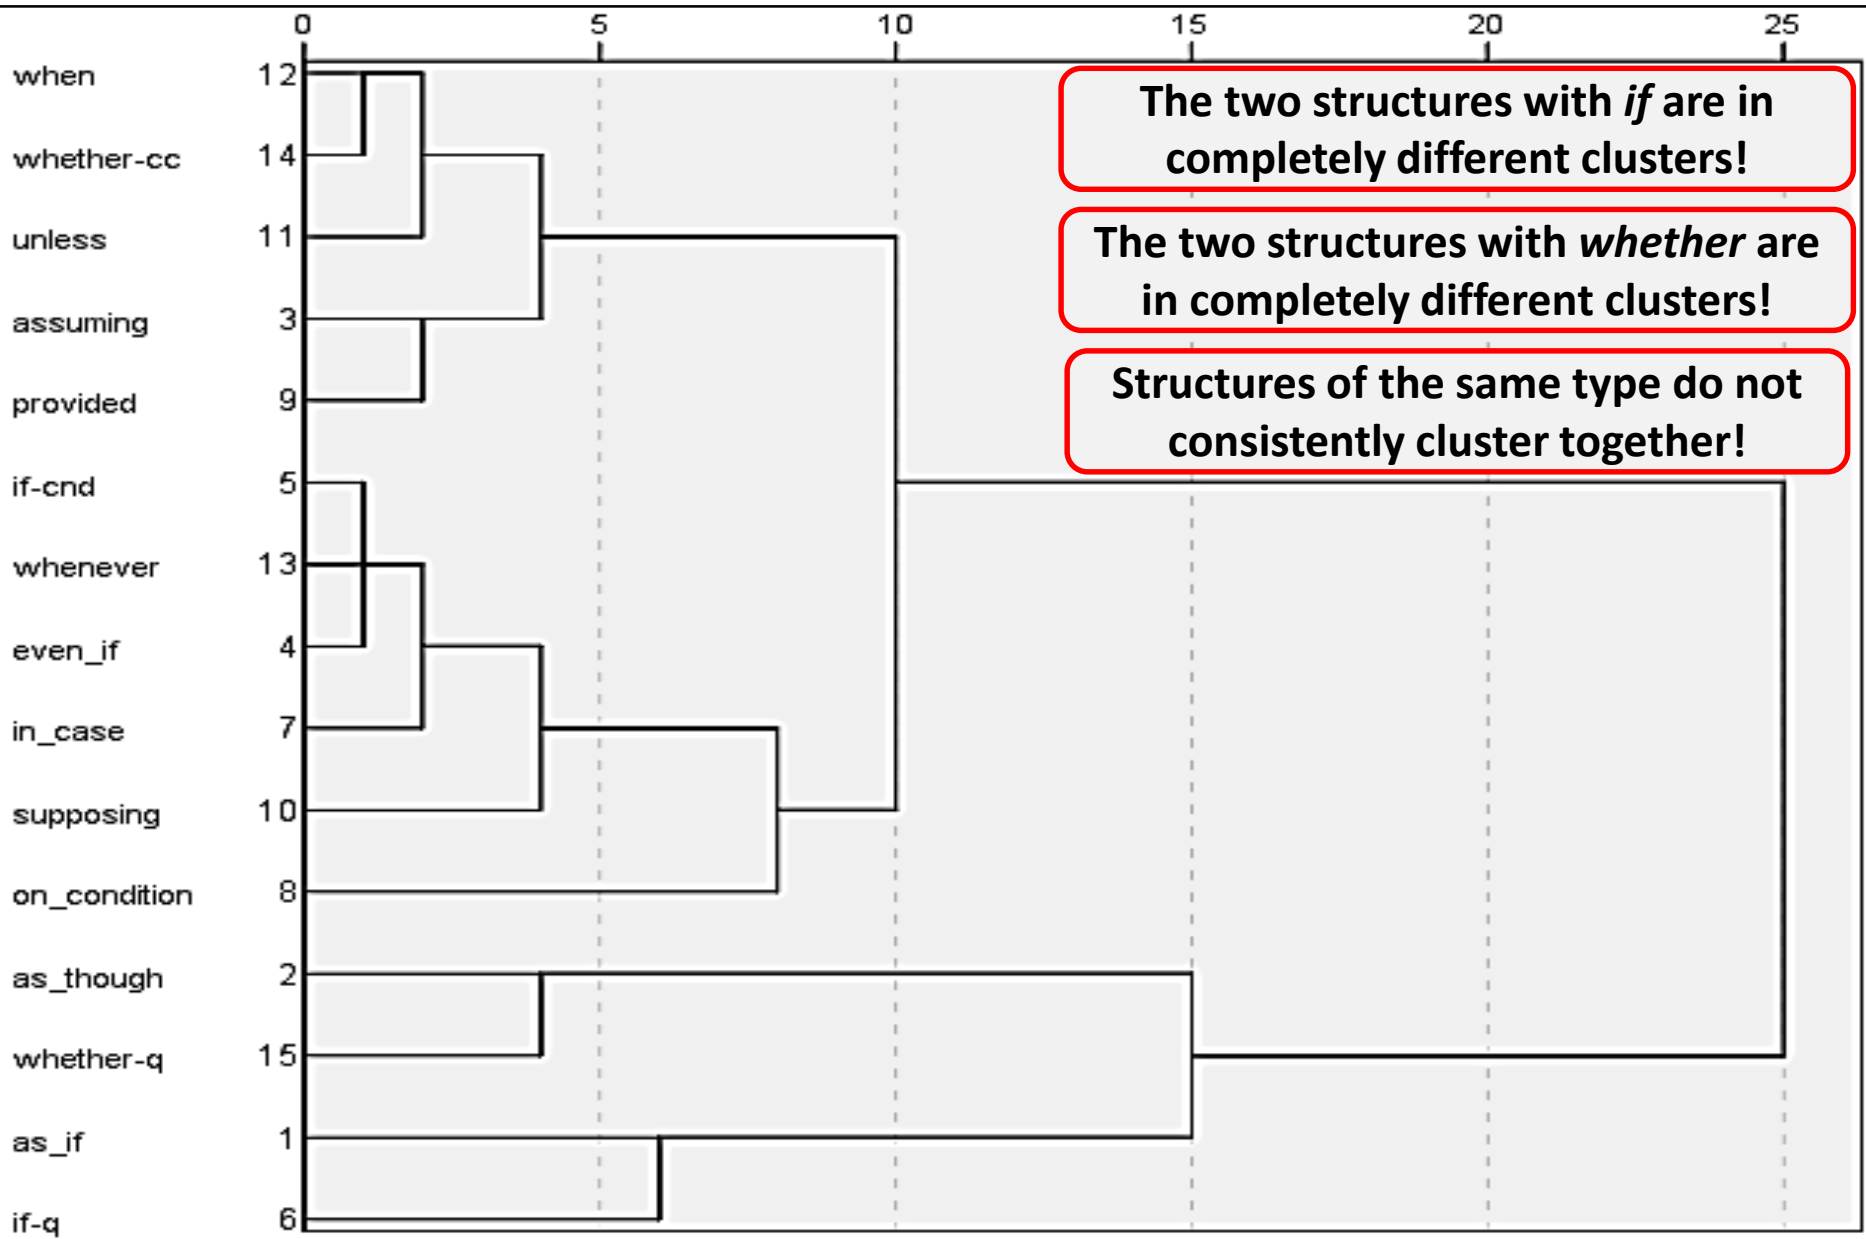 0 5 10 15 20 25
when 12
whether-cc 14
unless 11
assuming 3
provided 9
if-cnd 5
whenever 13
even_if 4
in_case 7
supposing 10
on_condition 8
as_though 2
whether-q 15
as_if 1
if-q 6
The two structures with if are in
completely different clusters!
The two structures with whether are
in completely different clusters!
Structures of the same type do not
consistently cluster together!